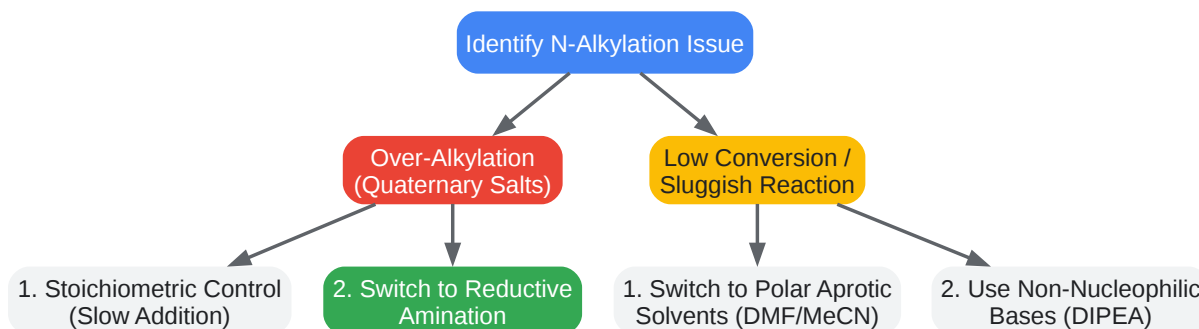 Identify N-Alkylation Issue
Over-Alkylation
(Quaternary Salts)
Low Conversion /
Sluggish Reaction
1. Stoichiometric Control
(Slow Addition)
2. Switch to Reductive
Amination
1. Switch to Polar Aprotic
Solvents (DMF/MeCN)
2. Use Non-Nucleophilic
Bases (DIPEA)